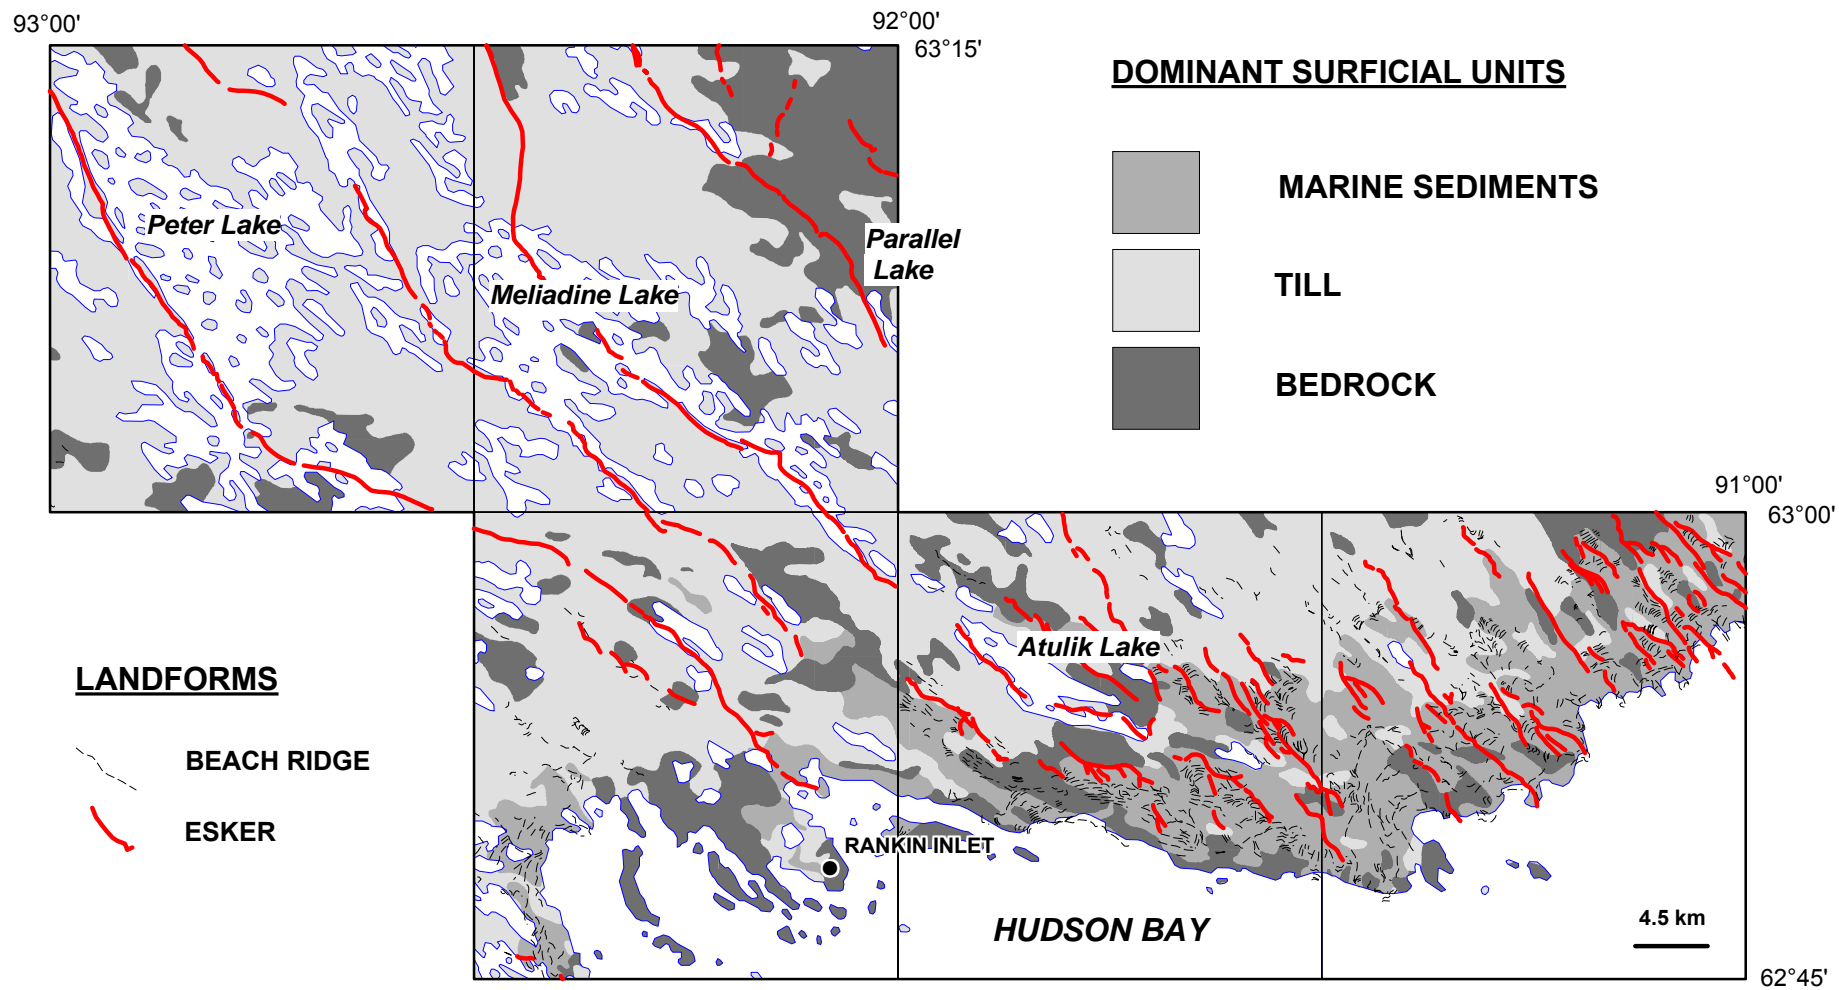 93°00'
92°00'
63°15'
DOMINANT SURFICIAL UNITS
MARINE SEDIMENTS
TILL
BEDROCK
Peter Lake
Parallel
Lake
Meliadine Lake
91°00'
63°00'
Atulik Lake
LANDFORMS
BEACH RIDGE
ESKER
RANKIN INLET
HUDSON BAY
4.5 km
62°45'